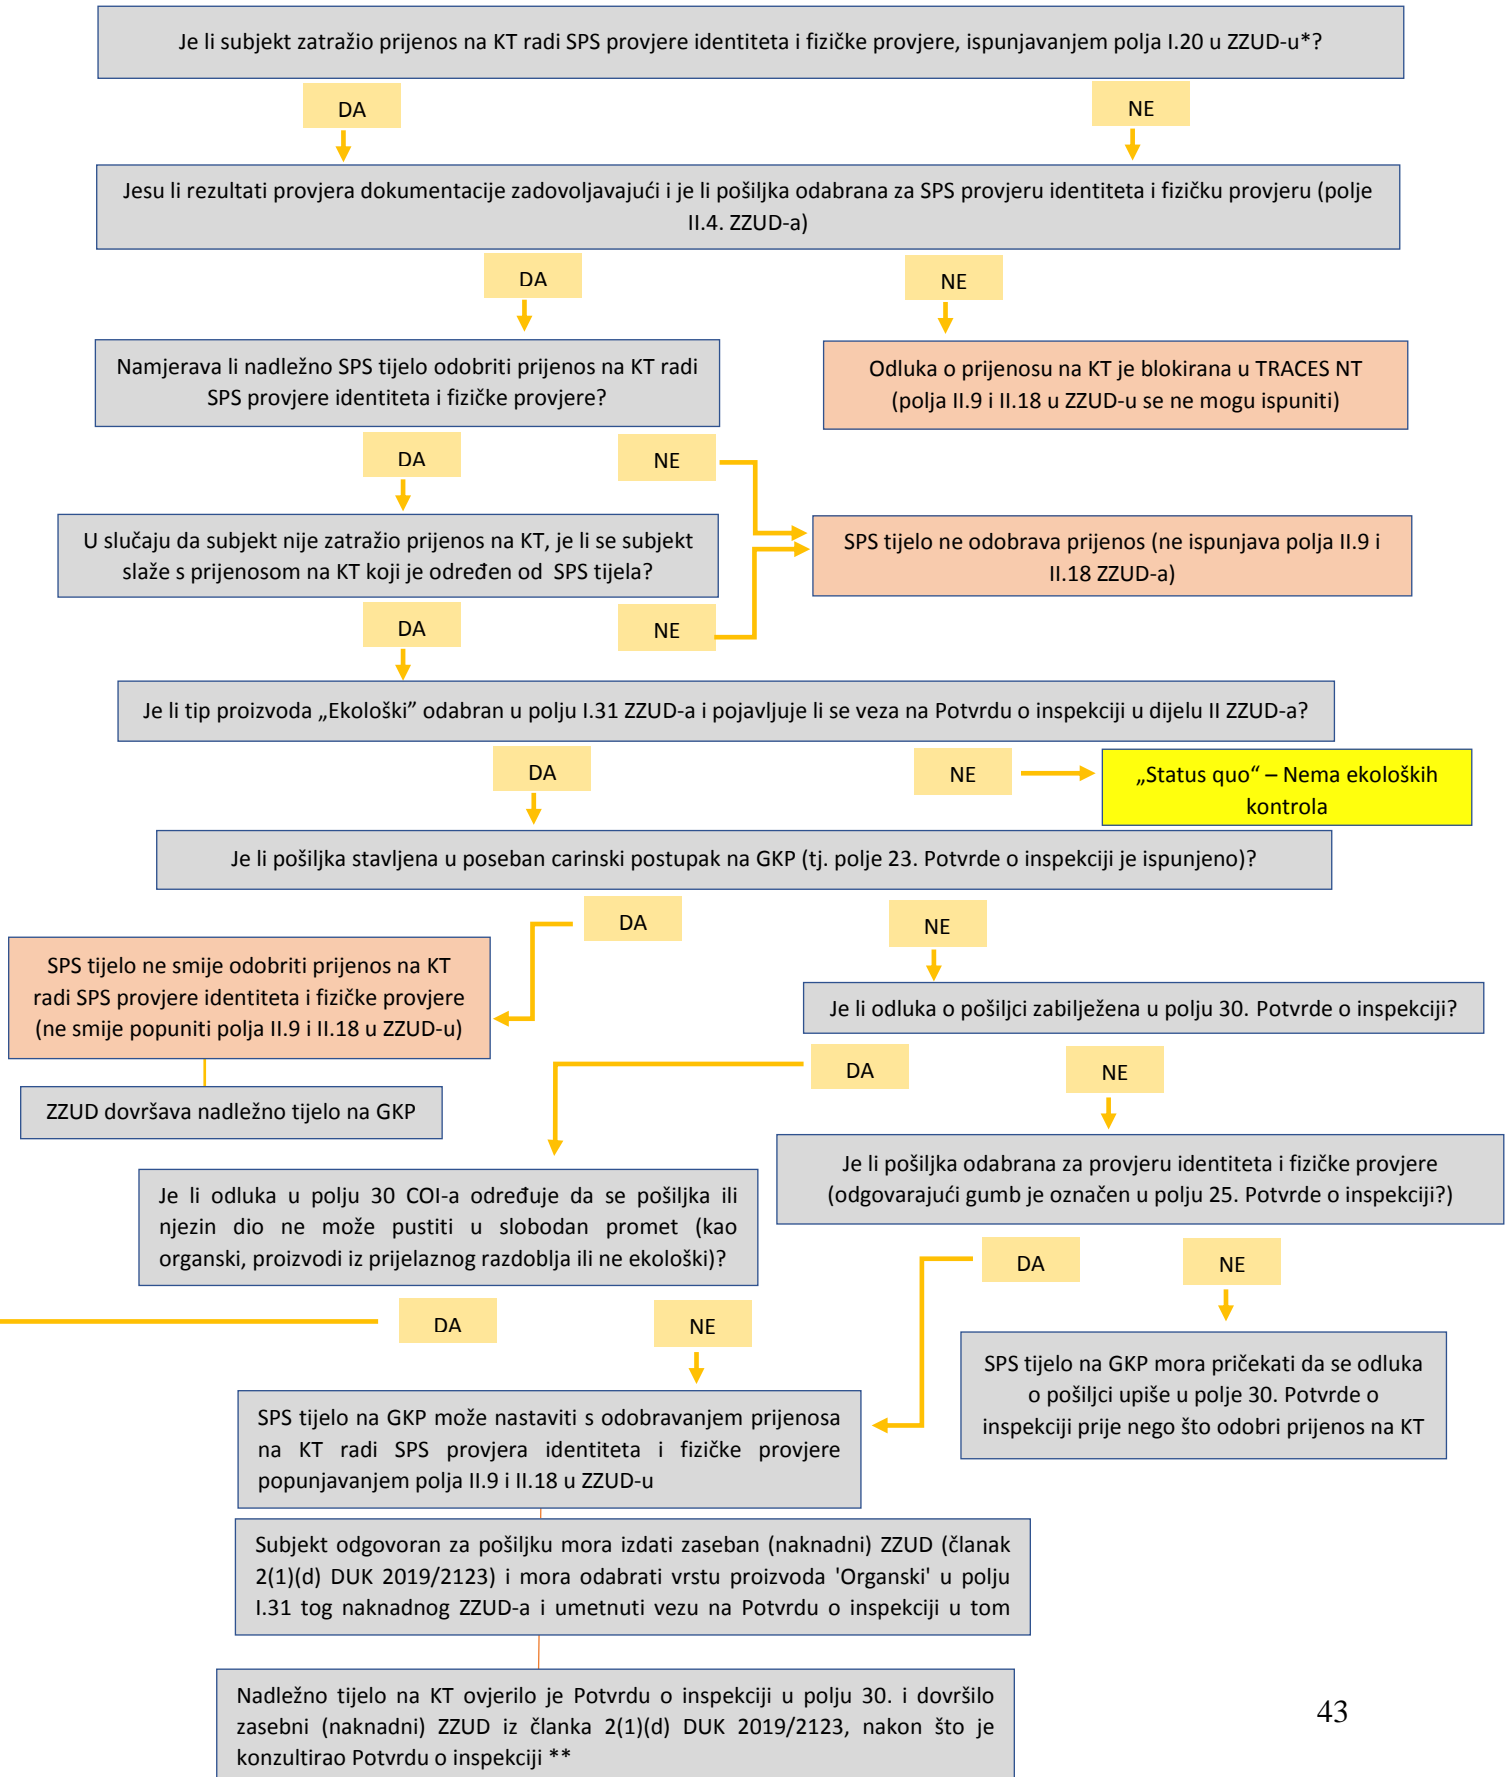 Je li subjekt zatražio prijenos na KT radi SPS provjere identiteta i fizičke provjere, ispunjavanjem polja I.20 u ZZUD-u*?
DA
NE
Jesu li rezultati provjera dokumentacije zadovoljavajući i je li pošiljka odabrana za SPS provjeru identiteta i fizičku provjeru (polje
II.4. ZZUD-a)
DA
NE
Namjerava li nadležno SPS tijelo odobriti prijenos na KT radi
SPS provjere identiteta i fizičke provjere?
Odluka o prijenosu na KT je blokirana u TRACES NT
(polja II.9 i II.18 u ZZUD-u se ne mogu ispuniti)
DA
NE
U slučaju da subjekt nije zatražio prijenos na KT, je li se subjekt
slaže s prijenosom na KT koji je određen od SPS tijela?
SPS tijelo ne odobrava prijenos (ne ispunjava polja II.9 i
II.18 ZZUD-a)
DA
NE
Je li tip proizvoda „Ekološki” odabran u polju I.31 ZZUD-a i pojavljuje li se veza na Potvrdu o inspekciji u dijelu II ZZUD-a?
DA
NE
„Status quo“ – Nema ekoloških
kontrola
Je li pošiljka stavljena u poseban carinski postupak na GKP (tj. polje 23. Potvrde o inspekciji je ispunjeno)?
DA
NE
SPS tijelo ne smije odobriti prijenos na KT
radi SPS provjere identiteta i fizičke provjere
(ne smije popuniti polja II.9 i II.18 u ZZUD-u)
Je li odluka o pošiljci zabilježena u polju 30. Potvrde o inspekciji?
DA
NE
ZZUD dovršava nadležno tijelo na GKP
Je li pošiljka odabrana za provjeru identiteta i fizičke provjere
(odgovarajući gumb je označen u polju 25. Potvrde o inspekciji?)
Je li odluka u polju 30 COI-a određuje da se pošiljka ili
njezin dio ne može pustiti u slobodan promet (kao
organski, proizvodi iz prijelaznog razdoblja ili ne ekološki)?
DA
NE
DA
NE
SPS tijelo na GKP mora pričekati da se odluka
o pošiljci upiše u polje 30. Potvrde o
inspekciji prije nego što odobri prijenos na KT
SPS tijelo na GKP može nastaviti s odobravanjem prijenosa
na KT radi SPS provjera identiteta i fizičke provjere
popunjavanjem polja II.9 i II.18 u ZZUD-u
Subjekt odgovoran za pošiljku mora izdati zaseban (naknadni) ZZUD (članak
2(1)(d) DUK 2019/2123) i mora odabrati vrstu proizvoda 'Organski' u polju
I.31 tog naknadnog ZZUD-a i umetnuti vezu na Potvrdu o inspekciji u tom
Nadležno tijelo na KT ovjerilo je Potvrdu o inspekciji u polju 30. i dovršilo
zasebni (naknadni) ZZUD iz članka 2(1)(d) DUK 2019/2123, nakon što je
konzultirao Potvrdu o inspekciji **
43